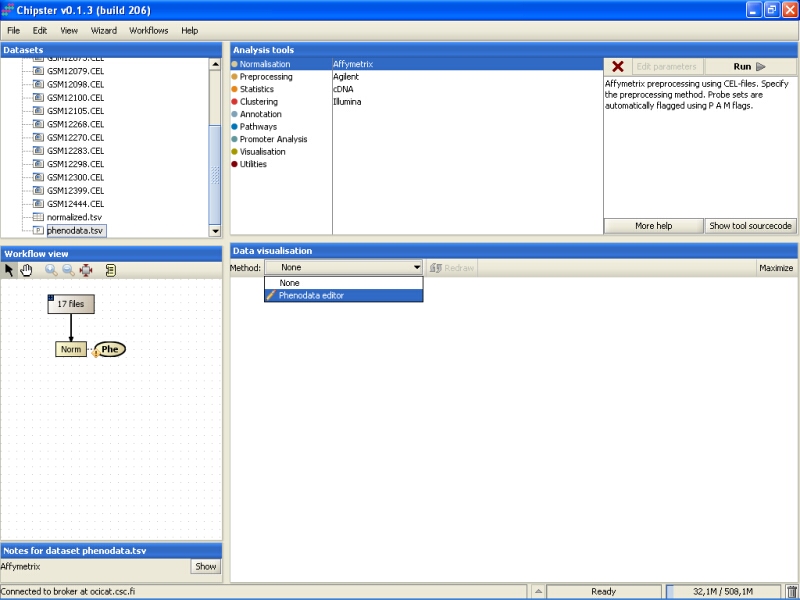 Chipster v0.1.3 (build 206)
File Edit View Wizard Workflows Help
Datasets
GSM12075.CEL
GSM12079.CEL
GSM12098.CEL
GSM12100.CEL
GSM12105.CEL
GSM12268.CEL
GSM12270.CEL
GSM12283.CEL
GSM12298.CEL
GSM12300.CEL
GSM12399.CEL
GSM12444.CEL
normalized.tsv
phenodata.tsv
Analysis tools
Normalisation
Preprocessing
Statistics
Clustering
Annotation
Pathways
Promoter Analysis
Visualisation
Utilities
Affymetrix
Agilent
cDNA
Illumina
Edit parameters
Run
Affymetrix preprocessing using CEL-files. Specify
the preprocessing method. Probe sets are
automatically flagged using P A M flags.
More help
Show tool sourcecode
Workflow view
17 files
Norm
Phe
Data visualisation
Method: None
Redraw
Maximize
None
Phenodata editor
Notes for dataset phenodata.tsv
Affymetrix
Show
Connected to broker at ocicat.csc.fi
Ready
32,1M / 508,1M